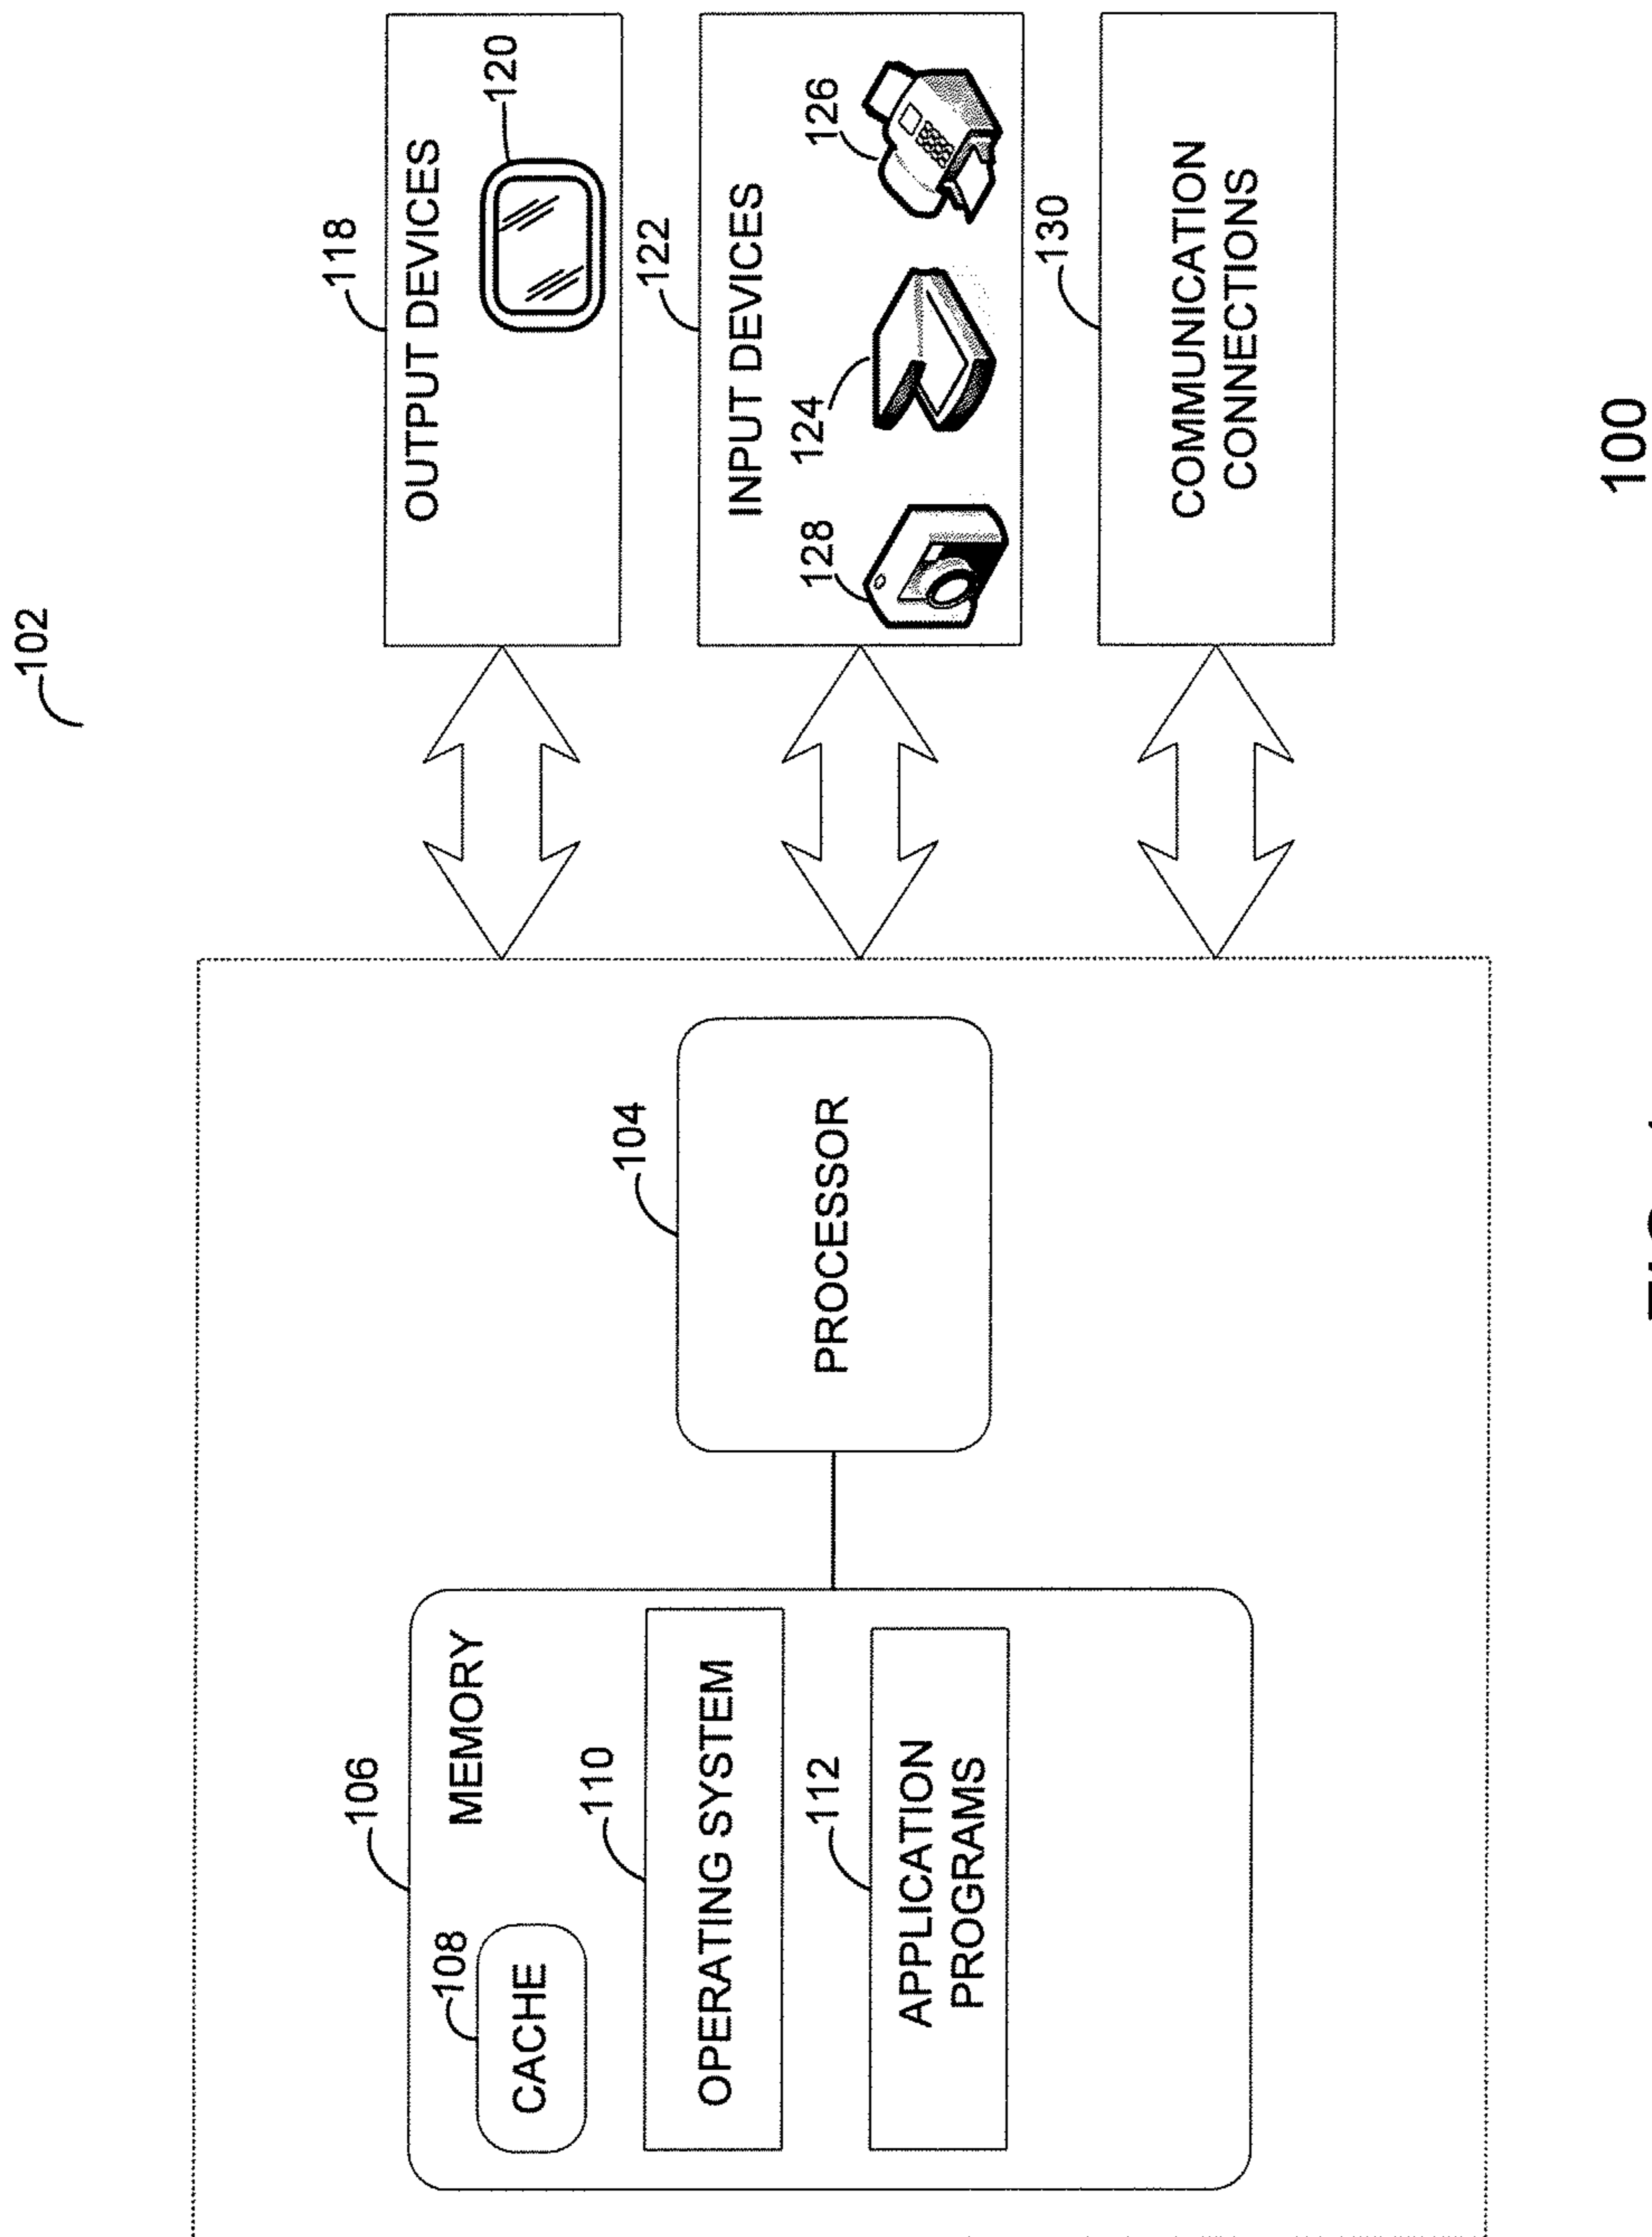 102
106
MEMORY
108
CACHE
110
OPERATING SYSTEM
112
APPLICATION
PROGRAMS
104
PROCESSOR
118
OUTPUT DEVICES
120
122
INPUT DEVICES
128
124
126
130
COMMUNICATION
CONNECTIONS
100